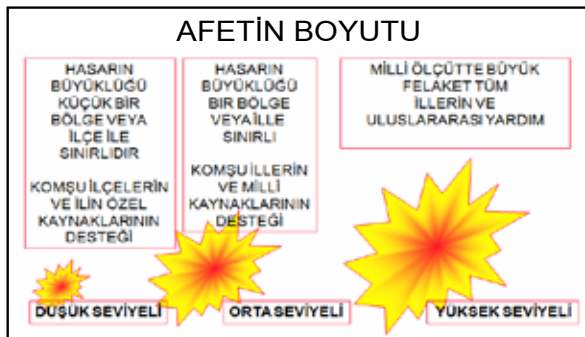 AFETİN BOYUTU
HASARIN
BÜYÜKLÜĞÜ
KÜÇÜK BİR
BÖLGE VEYA
İLÇE İLE
SINIRLIDIR
KOMŞU İLÇELERİN
VE İLİN ÖZEL
KAYNAKLARININ
DESTEĞİ
HASARIN
BÜYÜKLÜĞÜ
BIR BÖLGE
VEYA İLLE
SINIRLI
KOMŞU İLLERİN
VE MİLLİ
KAYNAKLARININ
DESTEĞİ
MİLLİ ÖLÇÜTTE BÜYÜK
FELAKET TÜM
İLLERİN VE
ULUSLARARASI YARDIM
DÜŞÜK SEVİYELİ
ORTA SEVİYELİ
YÜKSEK SEVİYELİ